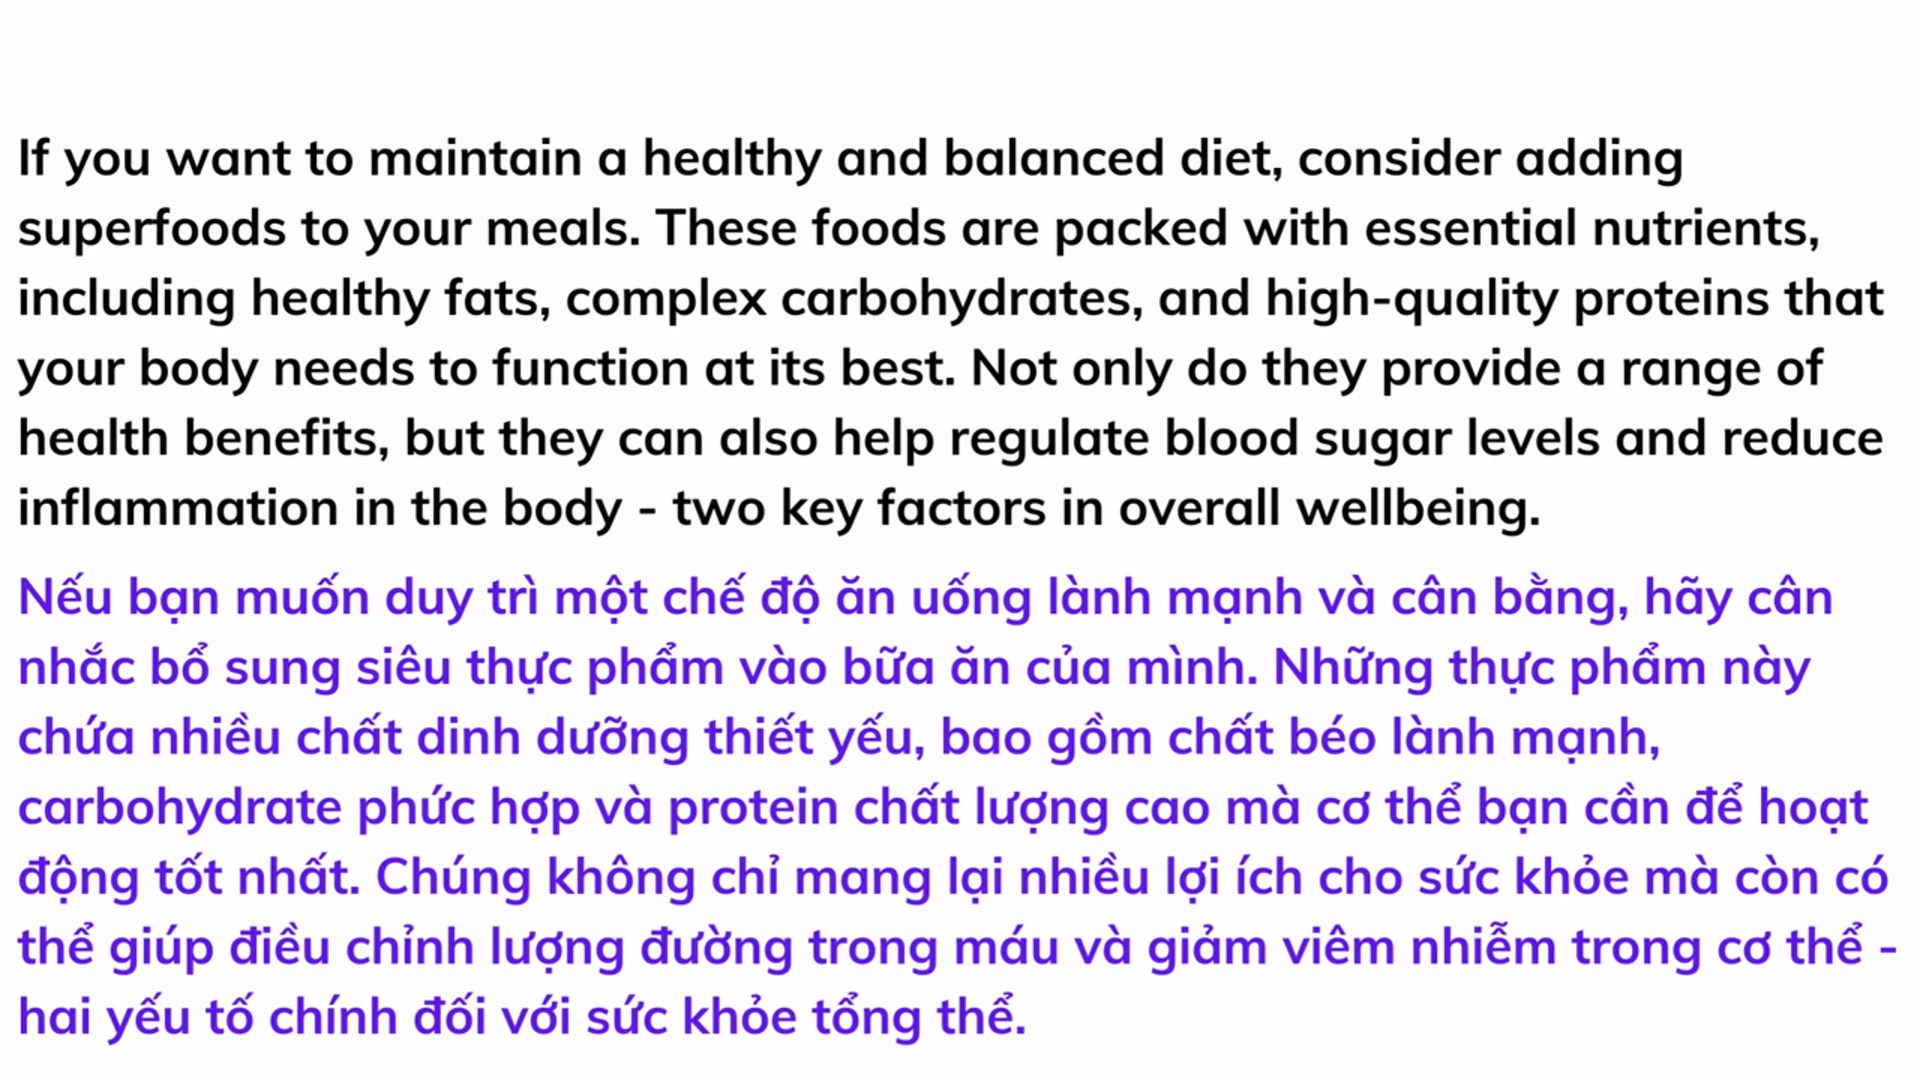 If you want to maintain a healthy and balanced diet, consider adding
superfoods to your meals. These foods are packed with essential nutrients,
including healthy fats, complex carbohydrates, and high-quality proteins that
your body needs to function at its best. Not only do they provide a range of
health benefits, but they can also help regulate blood sugar levels and reduce
inflammation in the body - two key factors in overall wellbeing.
Nếu bạn muốn duy trì một chế độ ăn uống lành mạnh và cân bằng, hãy cân
nhắc bổ sung siêu thực phẩm vào bữa ăn của mình. Những thực phẩm này
chứa nhiều chất dinh dưỡng thiết yếu, bao gồm chất béo lành mạnh,
carbohydrate phức hợp và protein chất lượng cao mà cơ thể bạn cần để hoạt
động tốt nhất. Chúng không chỉ mang lại nhiều lợi ích cho sức khỏe mà còn có
thể giúp điều chỉnh lượng đường trong máu và giảm viêm nhiễm trong cơ thể -
hai yếu tố chính đối với sức khỏe tổng thể.